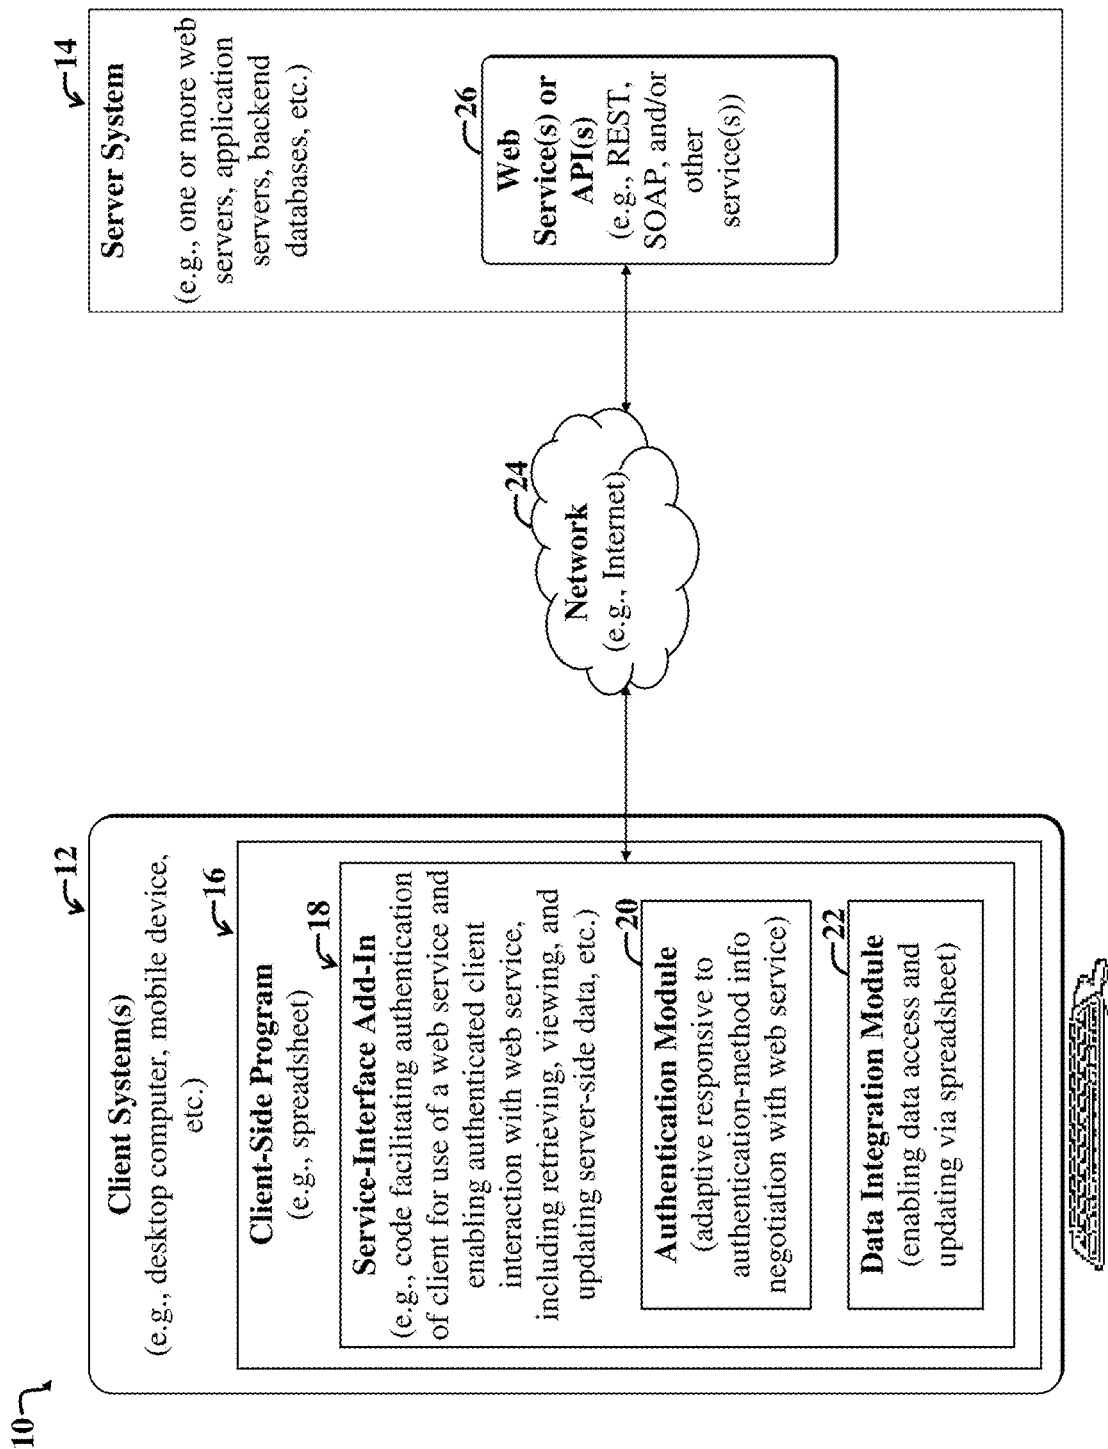 10
12
Client System(s)
(e.g., desktop computer, mobile device,
etc.)
16
Client-Side Program
(e.g., spreadsheet)
18
Service-Interface Add-In
(e.g., code facilitating authentication
of client for use of a web service and
enabling authenticated client
interaction with web service,
including retrieving, viewing, and
updating server-side data, etc.)
20
Authentication Module
(adaptive responsive to
authentication-method info
negotiation with web service)
22
Data Integration Module
(enabling data access and
updating via spreadsheet)
24
Network
(e.g., Internet)
14
Server System
(e.g., one or more web
servers, application
servers, backend
databases, etc.)
26
Web
Service(s) or
API(s)
(e.g., REST,
SOAP, and/or
other
service(s))